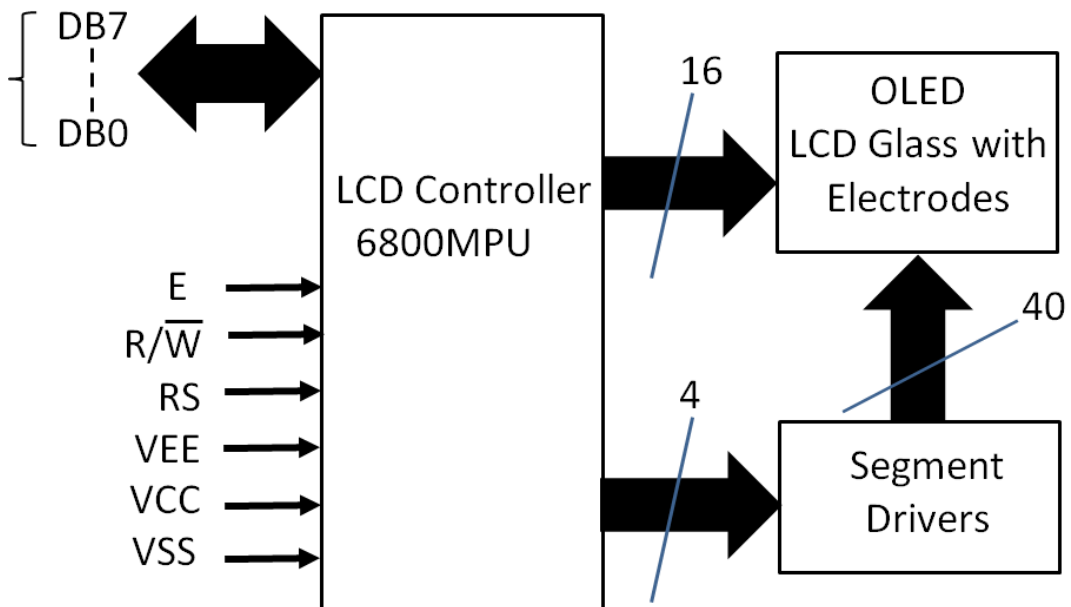 DB7
DB0
LCD Controller
6800MPU
E
R/W̅
RS
VEE
VCC
VSS
16
4
OLED
LCD Glass with
Electrodes
40
Segment
Drivers